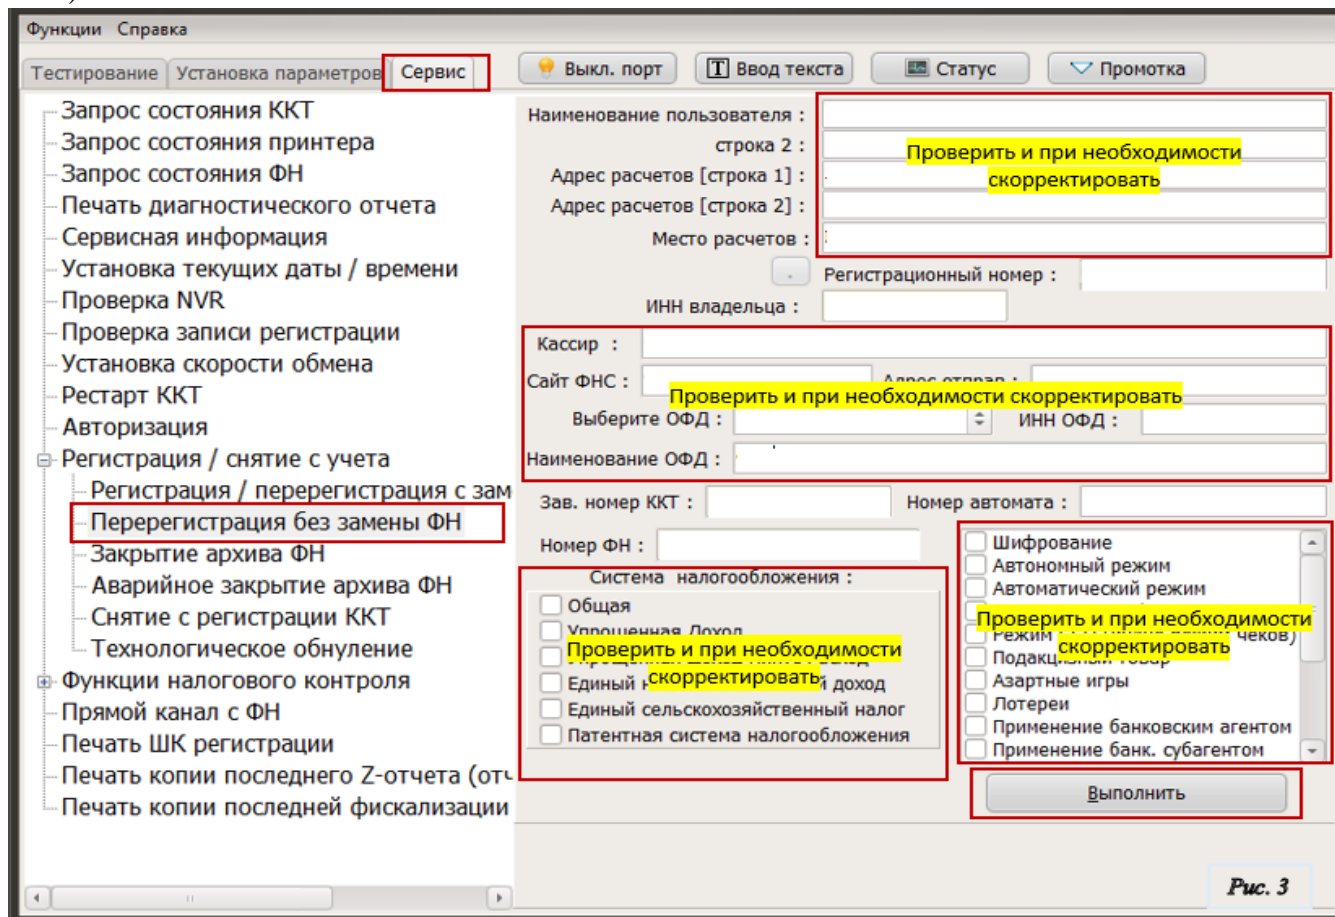 Функции Справка
Тестирование Установка параметров Сервис
Выкл. порт Ввод текста Статус Промотка
Запрос состояния ККТ
Запрос состояния принтера
Запрос состояния ФН
Печать диагностического отчета
Сервисная информация
Установка текущих даты / времени
Проверка NVR
Проверка записи регистрации
Установка скорости обмена
Рестарт ККТ
Авторизация
Регистрация / снятие с учета
Регистрация / перерегистрация с зам
Перерегистрация без замены ФН
Закрытие архива ФН
Аварийное закрытие архива ФН
Снятие с регистрации ККТ
Технологическое обнуление
Функции налогового контроля
Прямой канал с ФН
Печать ШК регистрации
Печать копии последнего Z-отчета (отч
Печать копии последней фискализации
Наименование пользователя :
строка 2 :
Адрес расчетов [строка 1] :
Адрес расчетов [строка 2] :
Место расчетов :
Проверить и при необходимости
скорректировать
. Регистрационный номер :
ИНН владельца :
Кассир :
Сайт ФНС : Адрес отправ :
Проверить и при необходимости скорректировать
Выберите ОФД : ИНН ОФД :
Наименование ОФД :
Зав. номер ККТ : Номер автомата :
Номер ФН :
Система налогообложения :
Общая
Упрощенная Доход
Проверить и при необходимости
скорректировать
Единый доход
Единый сельскохозяйственный налог
Патентная система налогообложения
Шифрование
Автономный режим
Автоматический режим
Проверить и при необходимости
скорректировать
Режим чеков)
Подакцизный товар
Азартные игры
Лотереи
Применение банковским агентом
Применение банк. субагентом
Выполнить
Рис. 3